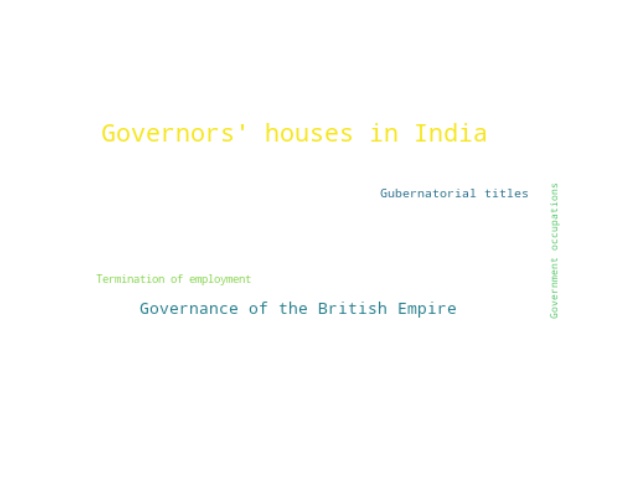 Governors' houses in India
Gubernatorial titles
Government occupations
Termination of employment
Governance of the British Empire